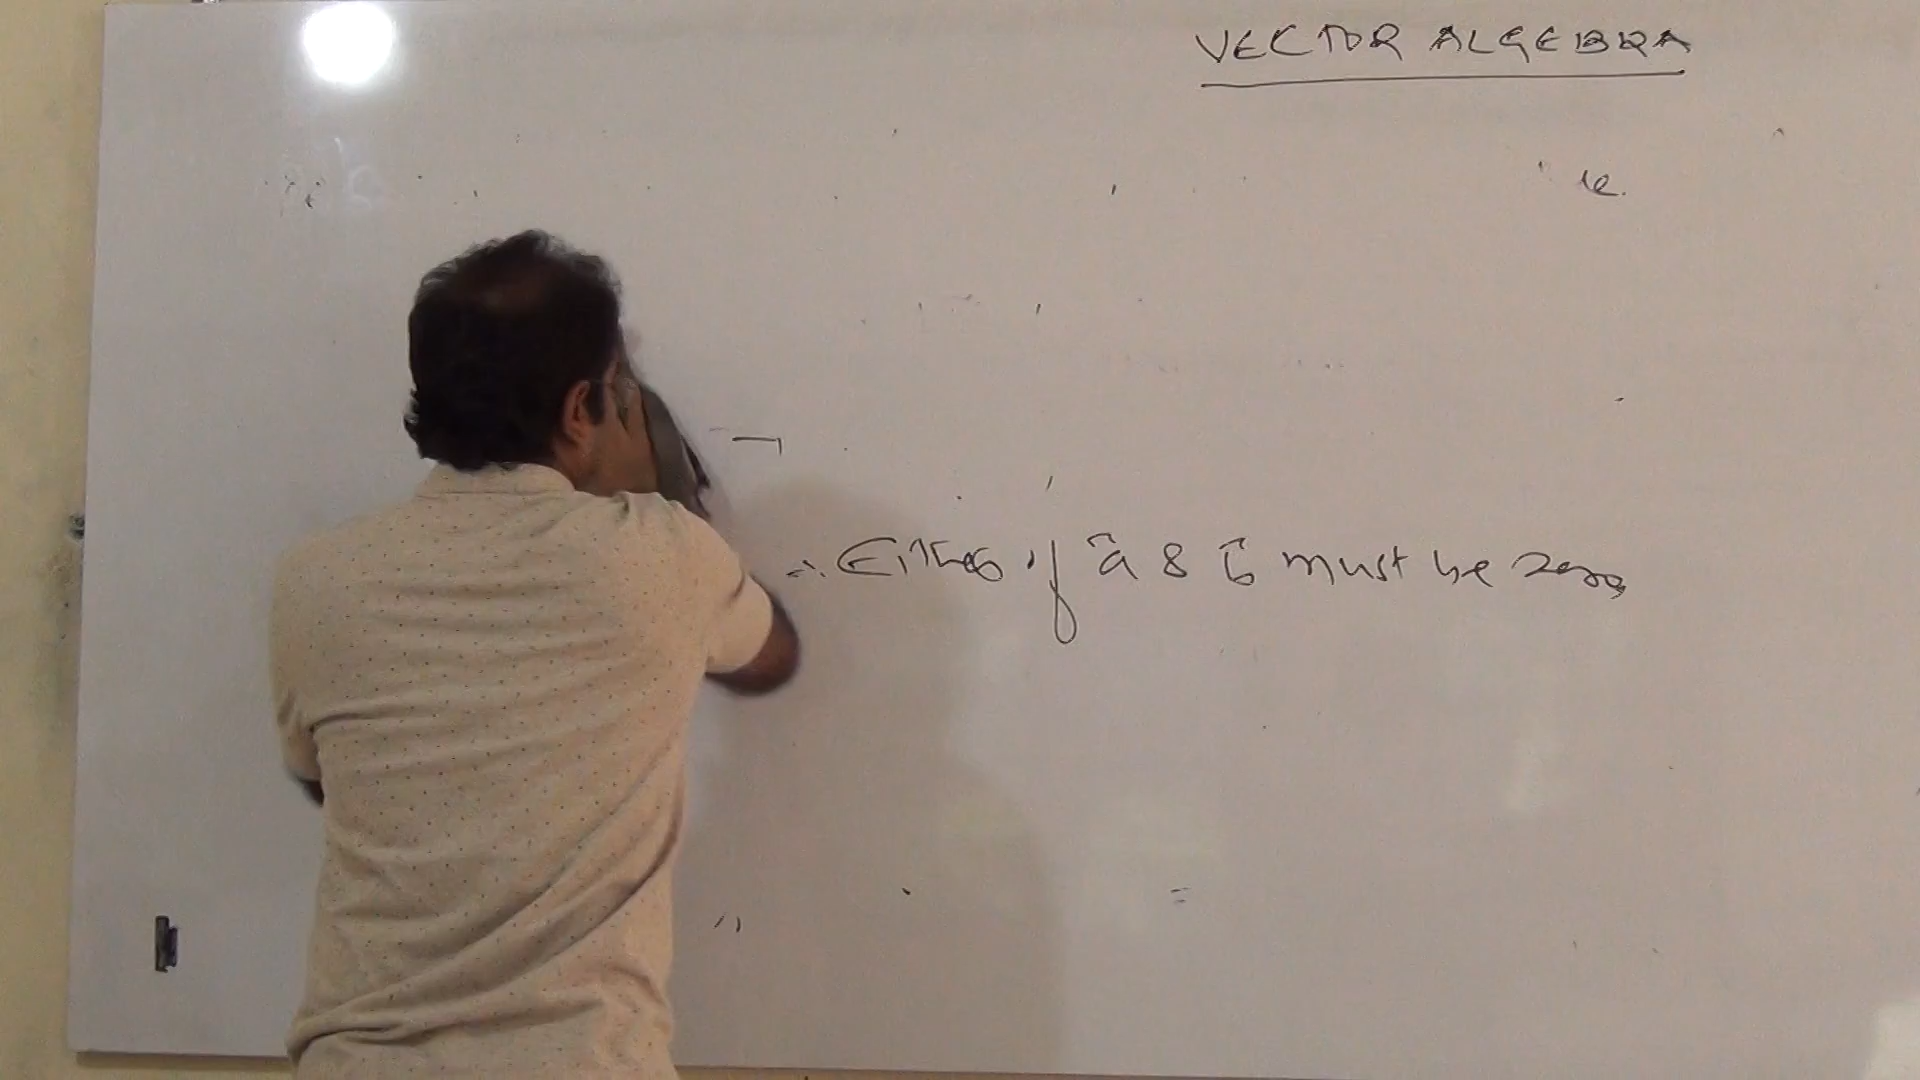 VECTOR ALGEBRA
∴ Either of a⃗ & b⃗ must be zero